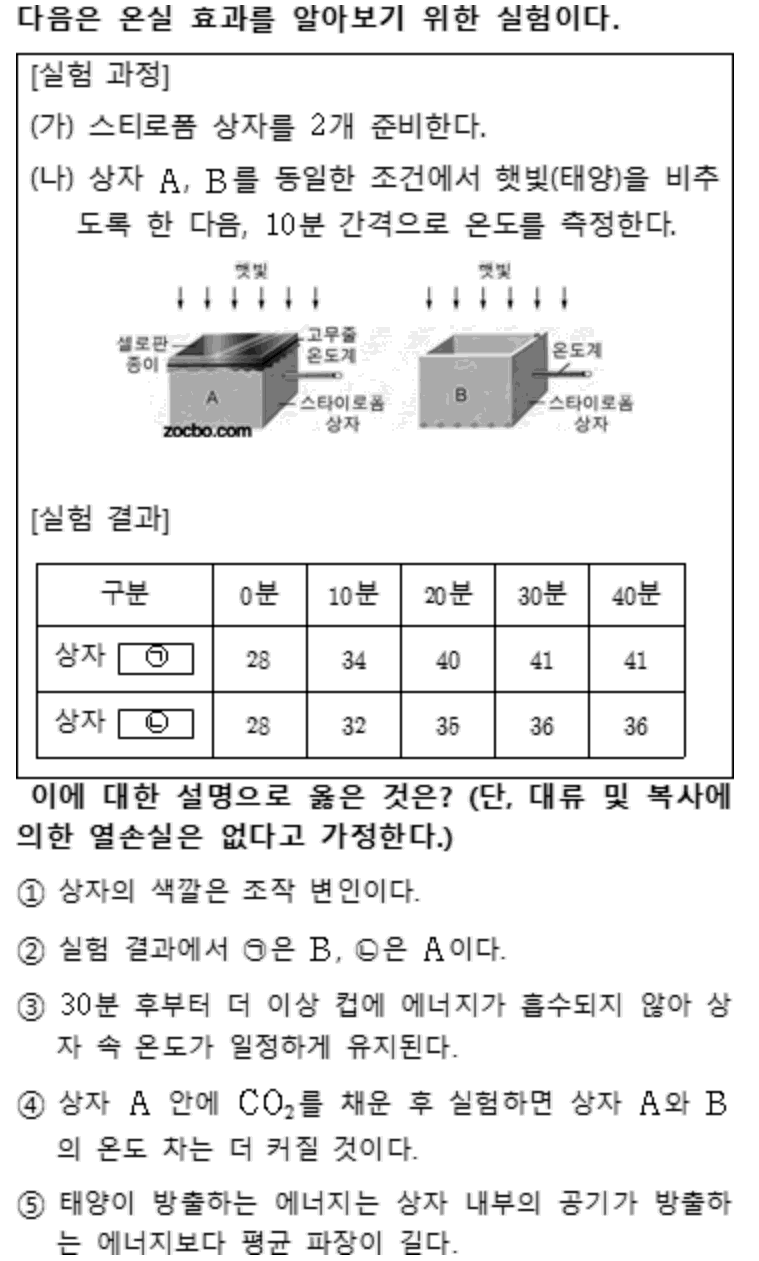 다음은 온실 효과를 알아보기 위한 실험이다.
[실험 과정]
(가) 스티로폼 상자를 2개 준비한다.
(나) 상자 A, B를 동일한 조건에서 햇빛(태양)을 비추
도록 한 다음, 10분 간격으로 온도를 측정한다.
햇빛 햇빛
셀로판 종이 고무줄 온도계 A 스타이로폼 상자 온도계 B 스타이로폼 상자
zocbo.com
[실험 결과]
구분 0분 10분 20분 30분 40분
상자 ㉠ 28 34 40 41 41
상자 ㉡ 28 32 35 36 36
이에 대한 설명으로 옳은 것은? (단, 대류 및 복사에
의한 열손실은 없다고 가정한다.)
① 상자의 색깔은 조작 변인이다.
② 실험 결과에서 ㉠은 B, ㉡은 A이다.
③ 30분 후부터 더 이상 컵에 에너지가 흡수되지 않아 상
자 속 온도가 일정하게 유지된다.
④ 상자 A 안에 CO₂를 채운 후 실험하면 상자 A와 B
의 온도 차는 더 커질 것이다.
⑤ 태양이 방출하는 에너지는 상자 내부의 공기가 방출하
는 에너지보다 평균 파장이 길다.